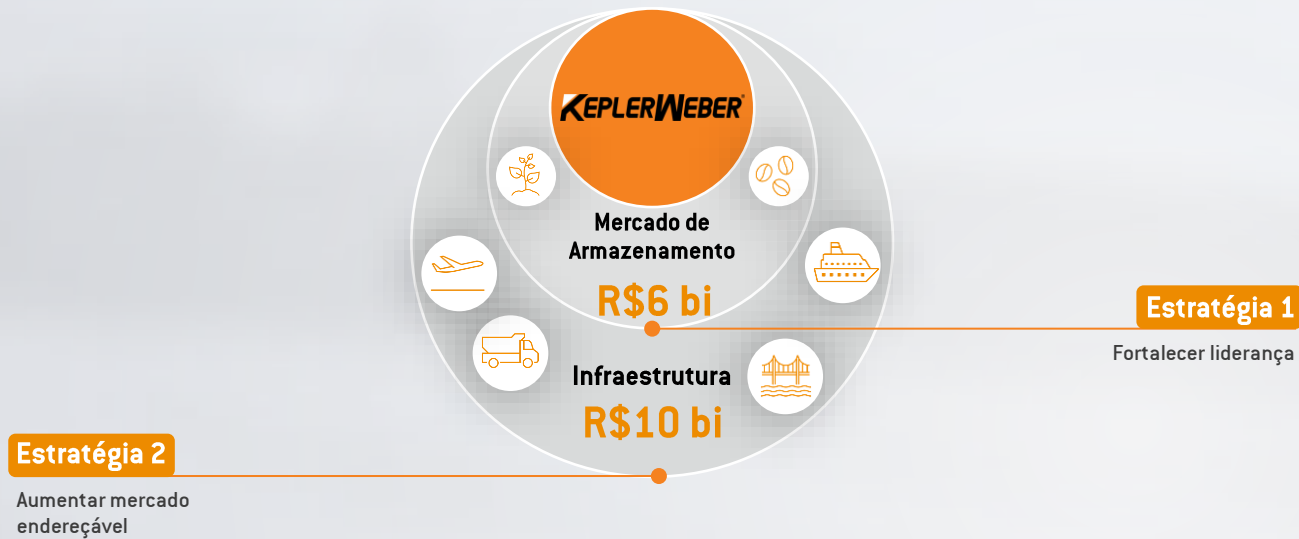 KEPLERWEBER
Mercado de
Armazenamento
R$6 bi
Estratégia 1
Fortalecer liderança
Infraestrutura
R$10 bi
Estratégia 2
Aumentar mercado
endereçável